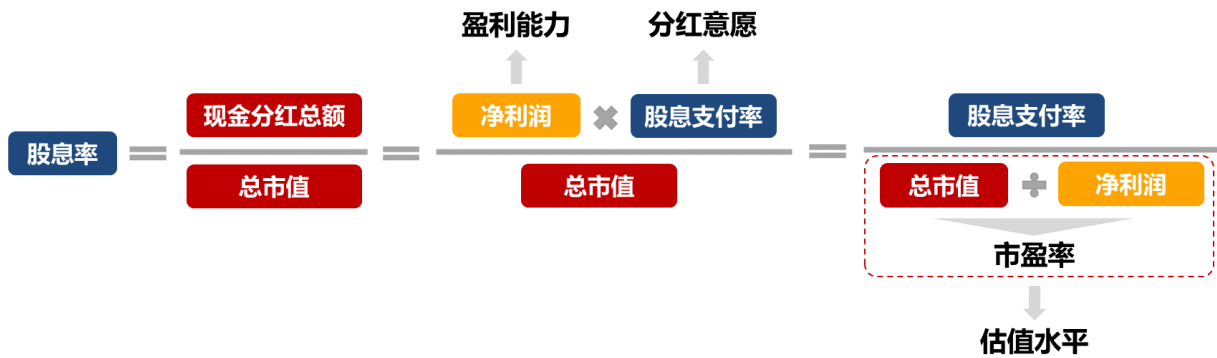 盈利能力 分红意愿
现金分红总额 净利润 × 股息支付率 股息支付率
股息率 = = =
总市值 总市值 总市值 ÷ 净利润
市盈率
估值水平